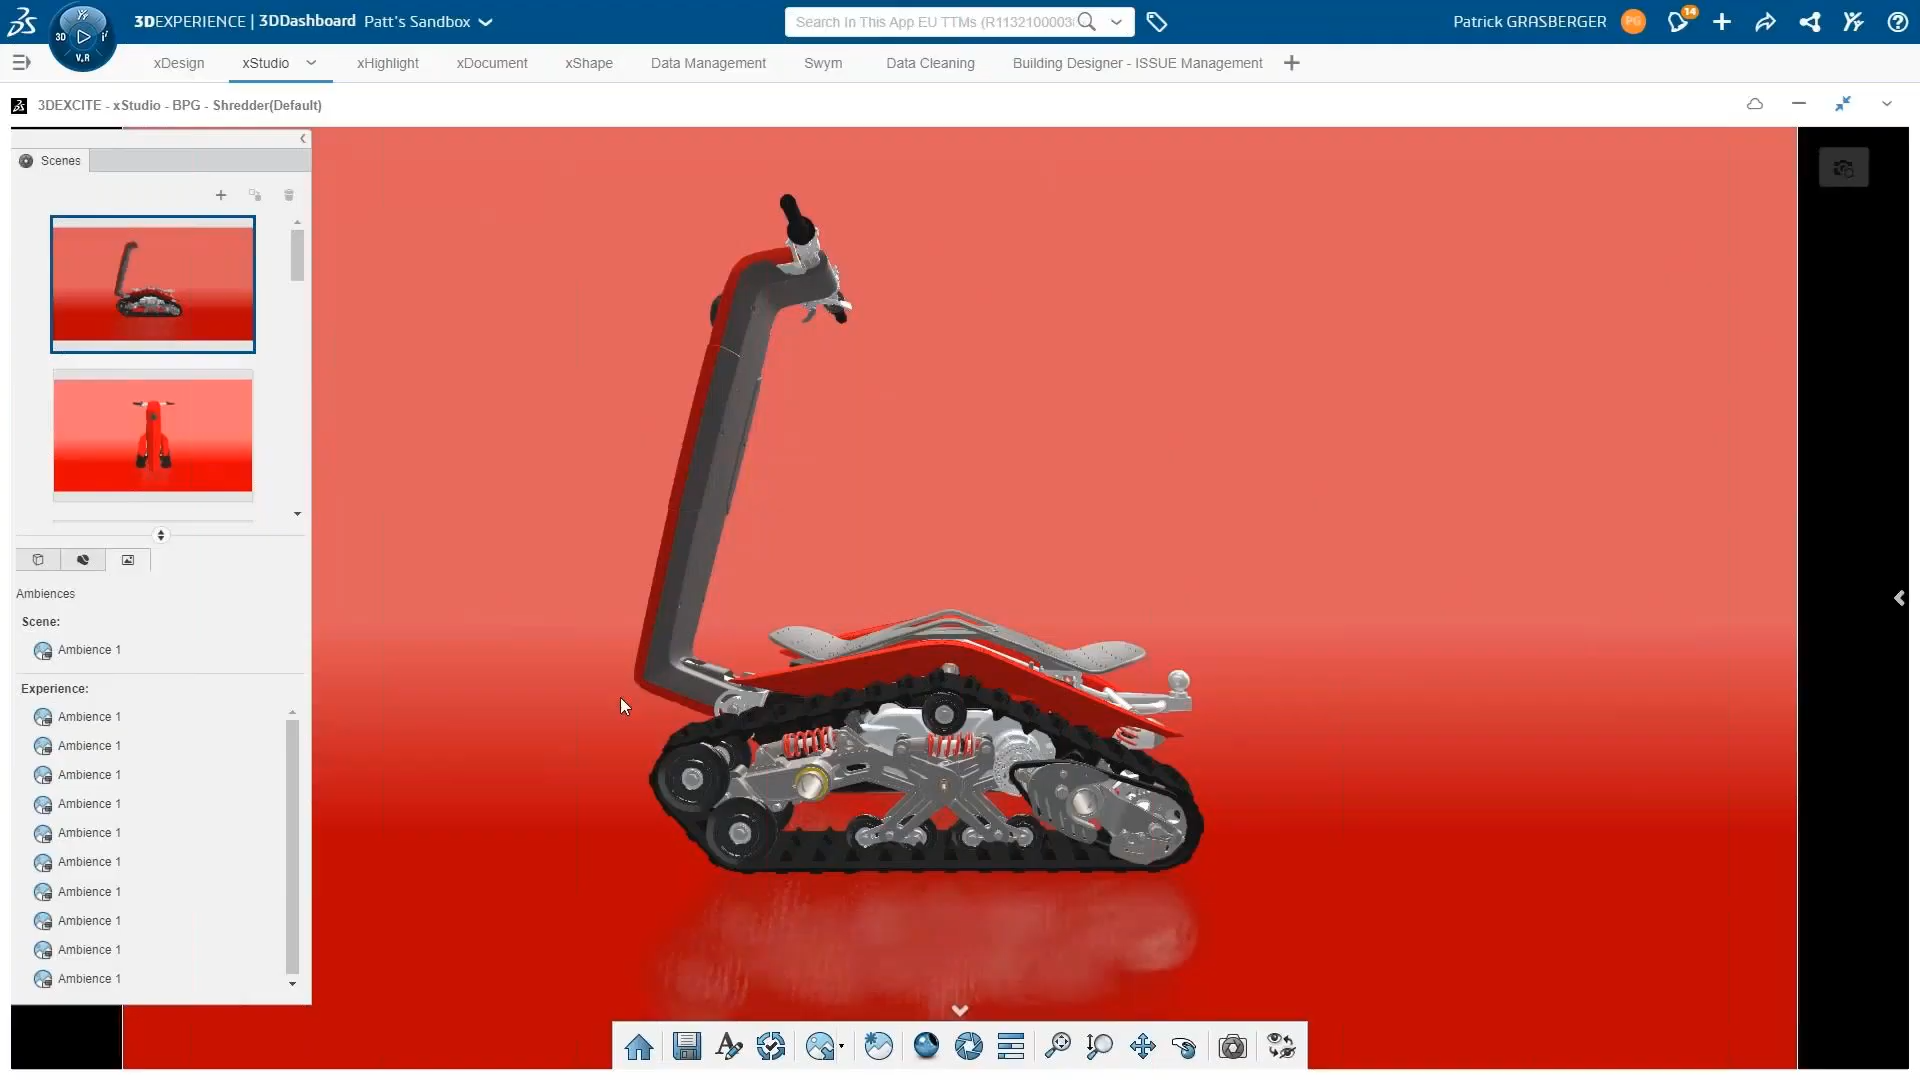 3DEXPERIENCE | 3DDashboard Patt's Sandbox
Search In This App EU TTMs (R1132100003
Patrick GRASBERGER PG 14
3D V.R
xDesign xStudio xHighlight xDocument xShape Data Management Swym Data Cleaning Building Designer - ISSUE Management
3DEXCITE - xStudio - BPG - Shredder(Default)
Scenes
Ambiences
Scene:
Ambience 1
Experience:
Ambience 1
Ambience 1
Ambience 1
Ambience 1
Ambience 1
Ambience 1
Ambience 1
Ambience 1
Ambience 1
Ambience 1